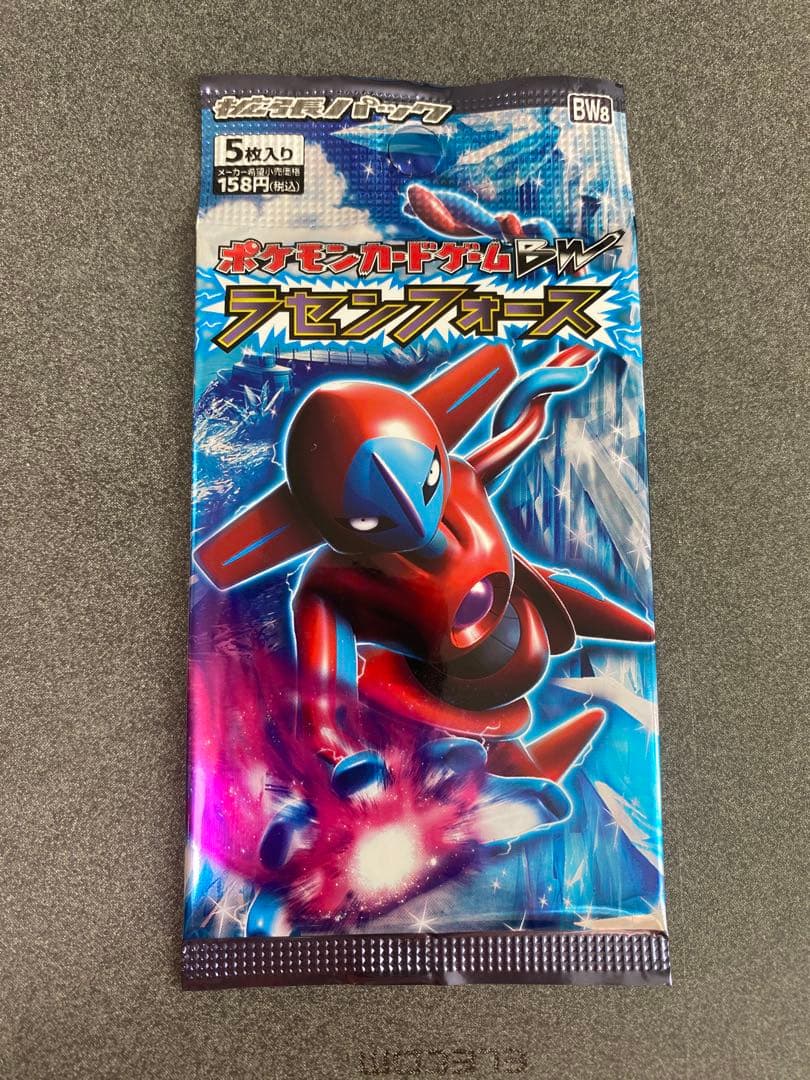 拡張パック
BW8
5枚入り
メーカー希望小売価格
158円(税込)
ポケモンカードゲームBW
ラセンフォース